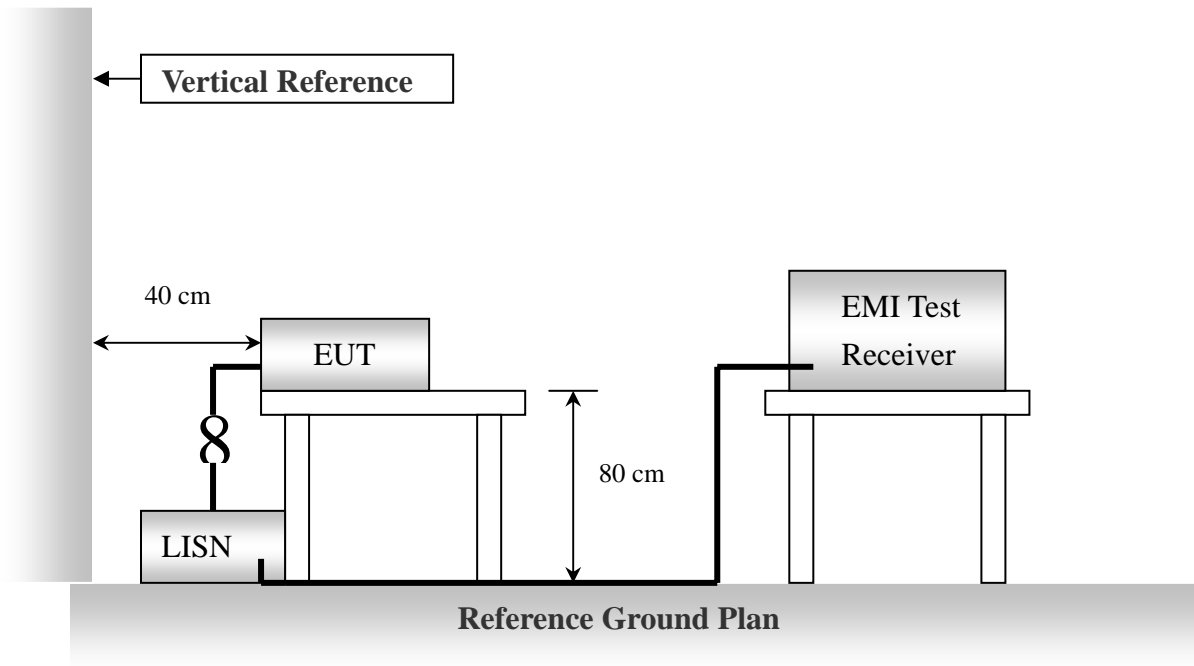 Vertical Reference
40 cm
EMI Test
Receiver
EUT
80 cm
LISN
Reference Ground Plan